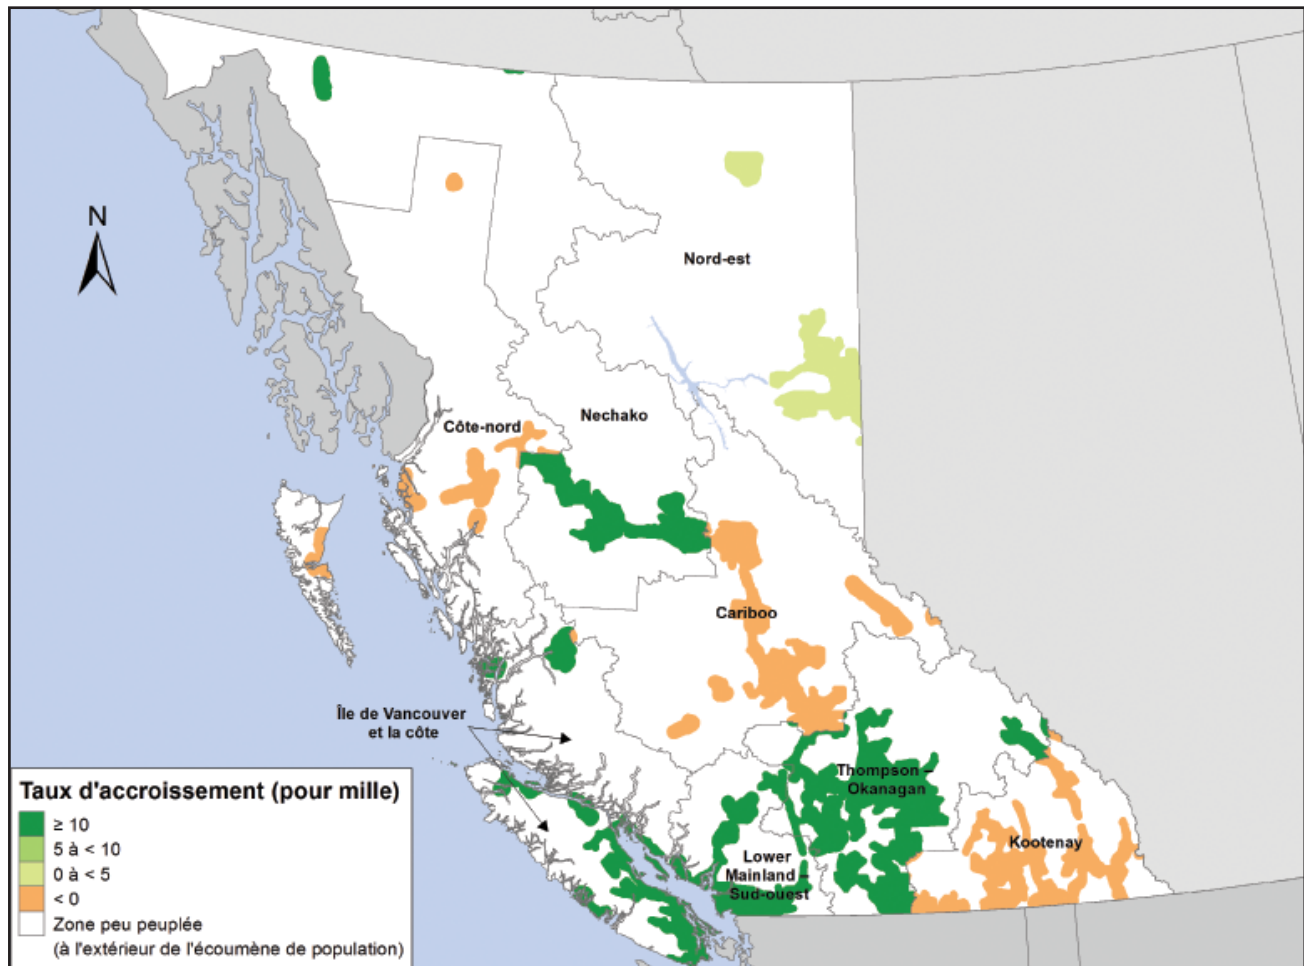 N
Nord-est
Nechako
Côte-nord
Cariboo
Île de Vancouver
et la côte
Thompson –
Okanagan
Kootenay
Lower
Mainland –
Sud-ouest
Taux d'accroissement (pour mille)
≥ 10
5 à < 10
0 à < 5
< 0
Zone peu peuplée
(à l'extérieur de l'écoumène de population)